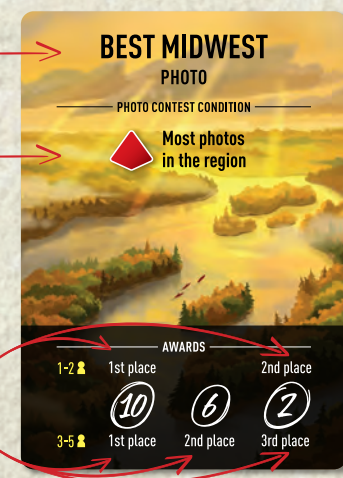 BEST MIDWEST
PHOTO
PHOTO CONTEST CONDITION
Most photos
in the region
AWARDS
1-2 1st place 2nd place
10 6 2
3-5 1st place 2nd place 3rd place